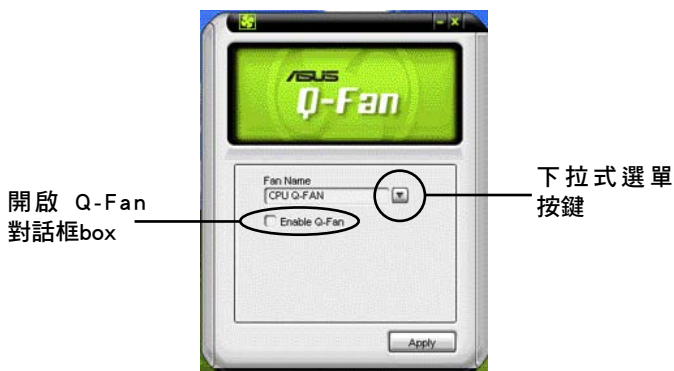 ASUS
Q-Fan
Fan Name
CPU Q-FAN
Enable Q-Fan
Apply
開啟 Q-Fan
對話框box
下拉式選單
按鍵